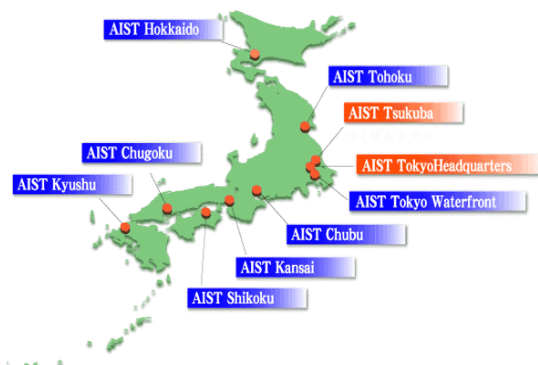 AIST Hokkaido
AIST Tohoku
AIST Tsukuba
AIST Chugoku
AIST TokyoHeadquarters
AIST Kyushu
AIST Tokyo Waterfront
AIST Chubu
AIST Kansai
AIST Shikoku